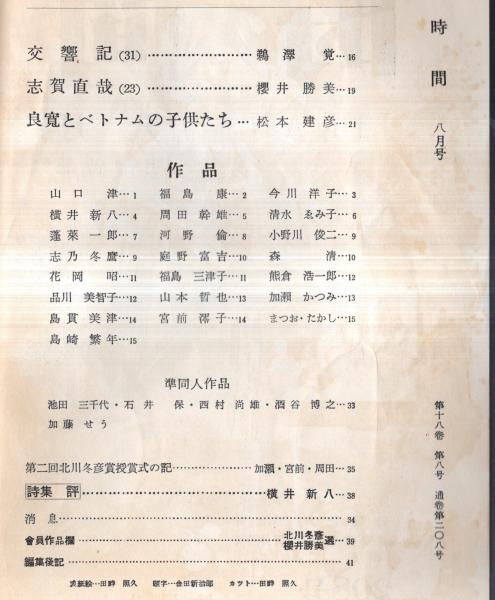 時間 八月号
交響記(31)……………………鵜澤 覚…16
志賀直哉(23)……………………櫻井勝美…19
良寛とベトナムの子供たち…松本建彦…21
作品
山口 津…1 福島 康…2 今川洋子…3
横井新八…4 周田幹雄…5 清水 ゑみ子…6
蓬萊一郎…7 河野 倫…8 小野川 俊二…9
志乃冬鷹…9 庭野富吉…10 森 清…10
花岡 昭…11 福島 三津子…11 熊倉 浩一郎…12
品川 美智子…12 山本哲也…13 加瀬 かつみ…13
島貫美津…14 宮前澪子…14 まつお・たかし…15
島崎繁年…15
準同人作品
池田 三千代・石井 保・西村 尚雄・酒谷 博之…33
加藤せう
第二回北川冬彦賞授賞式の記……………………加瀬・宮前・周田…35
詩集 評……………………横井新八…38
消息……………………34
會員作品欄……………………北川冬彦 櫻井勝美 選…39
編集後記……………………41
表紙絵…田畔 照久 題字…金田新治郎 カット…田畔 照久
第十八巻 第八号 通巻第二〇八号